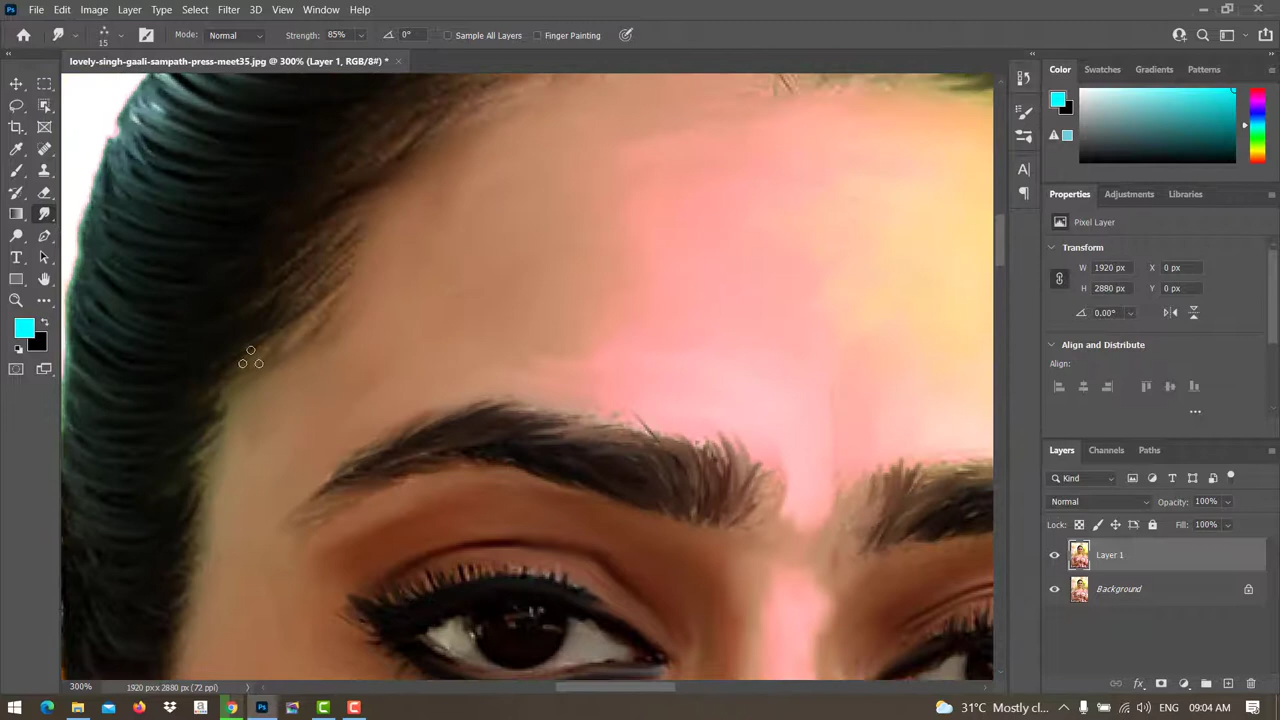 File Edit Image Layer Type Select Filter 3D View Window Help
15 Mode: Normal Strength: 85% 0° Sample All Layers Finger Painting
lovely-singh-gaali-sampath-press-meet35.jpg @ 300% (Layer 1, RGB/8#) *
Color Swatches Gradients Patterns
Properties Adjustments Libraries
Pixel Layer
Transform
W 1920 px X 0 px
H 2880 px Y 0 px
0.00°
Align and Distribute
Align:
Layers Channels Paths
Kind
Normal Opacity: 100%
Lock: Fill: 100%
Layer 1
Background
300% 1920 px x 2880 px (72 ppi)
31°C Mostly cl... ENG 09:04 AM